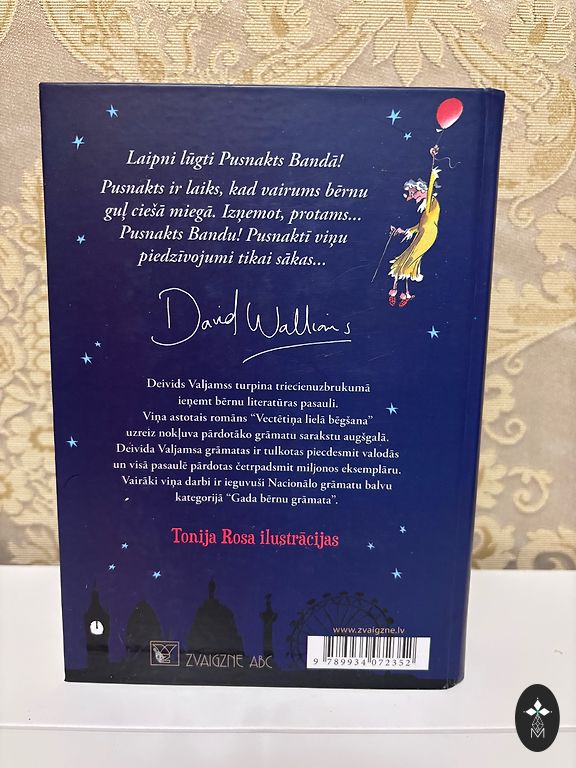 Laipni lūgti Pusnakts Bandā!
Pusnakts ir laiks, kad vairums bērnu
guļ ciešā miegā. Izņemot, protams...
Pusnakts Bandu! Pusnaktī viņu
piedzīvojumi tikai sākas...
David Walliams
Deivids Valjamss turpina triecienuzbrukumā
ieņemt bērnu literatūras pasauli.
Viņa astotais romāns “Vectētiņa lielā bēgšana”
uzreiz nokļuva pārdotāko grāmatu sarakstu augšgalā.
Deivida Valjamsa grāmatas ir tulkotas piecdesmit valodās
un visā pasaulē pārdotas četrpadsmit miljonos eksemplāru.
Vairāki viņa darbi ir ieguvuši Nacionālo grāmatu balvu
kategorijā “Gada bērnu grāmata”.
Tonija Rosa ilustrācijas
www.zvaigzne.lv
ZVAIGZNE ABC
9 789934 072352
M